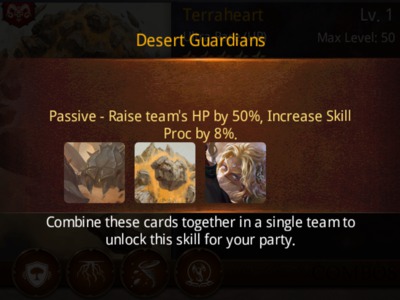 Terraheart
Lv. 1
Max Level: 50
Desert Guardians
Passive - Raise team's HP by 50%, Increase Skill
Proc by 8%.
Combine these cards together in a single team to
unlock this skill for your party.